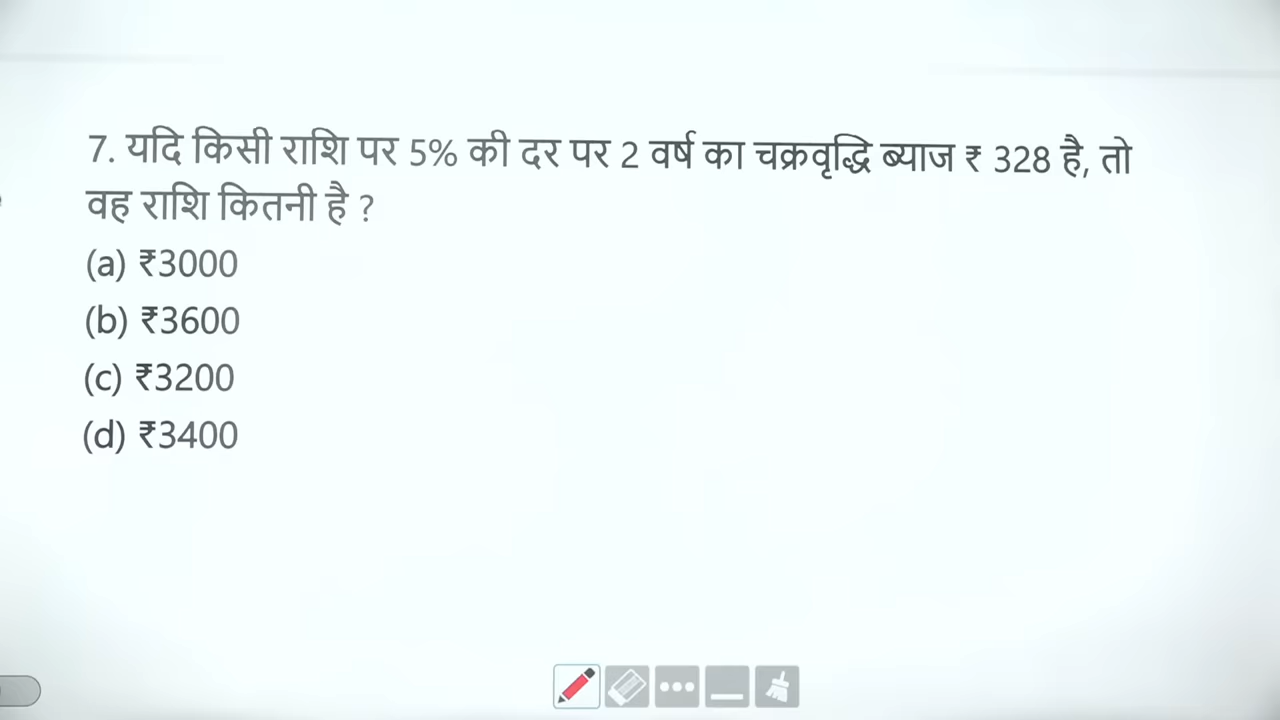 7. यदि किसी राशि पर 5% की दर पर 2 वर्ष का चक्रवृद्धि ब्याज ₹ 328 है, तो
वह राशि कितनी है ?
(a) ₹3000
(b) ₹3600
(c) ₹3200
(d) ₹3400